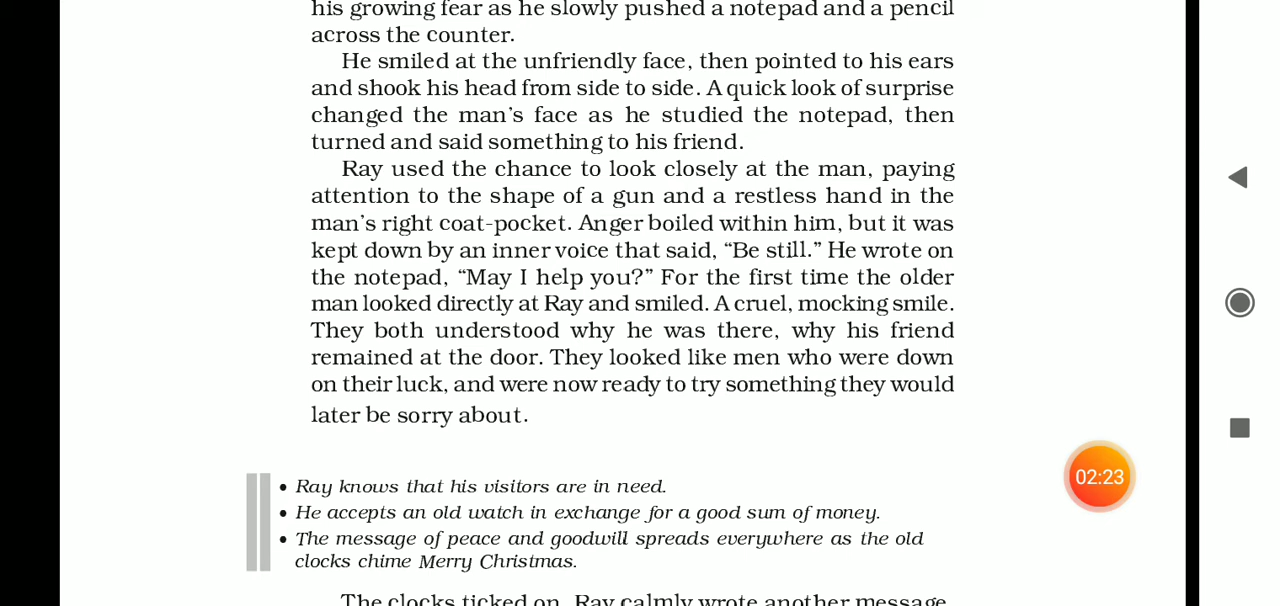 his growing fear as he slowly pushed a notepad and a pencil
across the counter.
He smiled at the unfriendly face, then pointed to his ears
and shook his head from side to side. A quick look of surprise
changed the man's face as he studied the notepad, then
turned and said something to his friend.
Ray used the chance to look closely at the man, paying
attention to the shape of a gun and a restless hand in the
man's right coat-pocket. Anger boiled within him, but it was
kept down by an inner voice that said, “Be still.” He wrote on
the notepad, “May I help you?” For the first time the older
man looked directly at Ray and smiled. A cruel, mocking smile.
They both understood why he was there, why his friend
remained at the door. They looked like men who were down
on their luck, and were now ready to try something they would
later be sorry about.
02:23
• Ray knows that his visitors are in need.
• He accepts an old watch in exchange for a good sum of money.
• The message of peace and goodwill spreads everywhere as the old
clocks chime Merry Christmas.
The clocks ticked on. Ray calmly wrote another message,